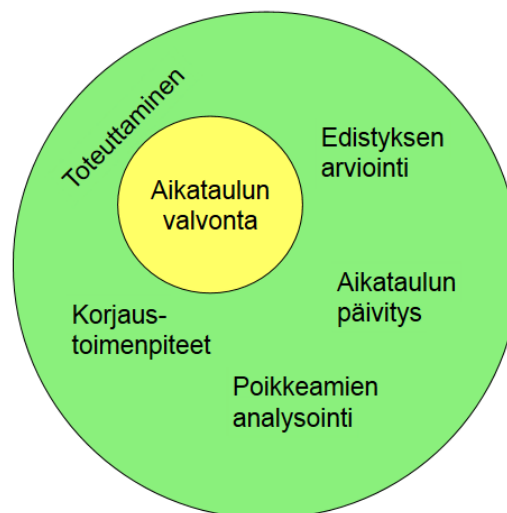 Toteuttaminen
Edistyksen
arviointi
Aikataulun
valvonta
Aikataulun
päivitys
Korjaus-
toimenpiteet
Poikkeamien
analysointi